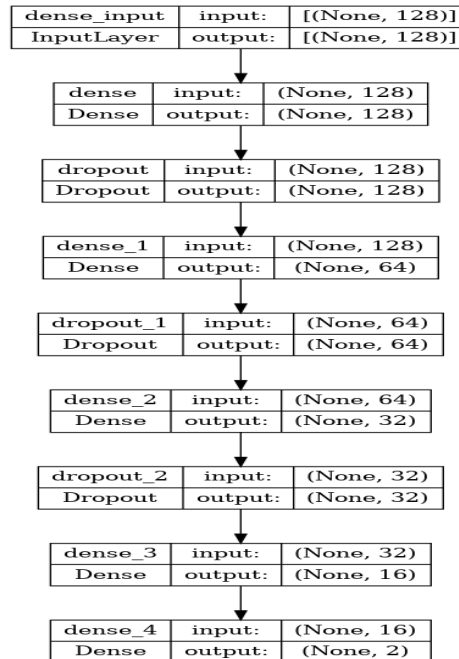 dense_input input: [(None, 128)]
InputLayer output: [(None, 128)]
dense input: (None, 128)
Dense output: (None, 128)
dropout input: (None, 128)
Dropout output: (None, 128)
dense_1 input: (None, 128)
Dense output: (None, 64)
dropout_1 input: (None, 64)
Dropout output: (None, 64)
dense_2 input: (None, 64)
Dense output: (None, 32)
dropout_2 input: (None, 32)
Dropout output: (None, 32)
dense_3 input: (None, 32)
Dense output: (None, 16)
dense_4 input: (None, 16)
Dense output: (None, 2)